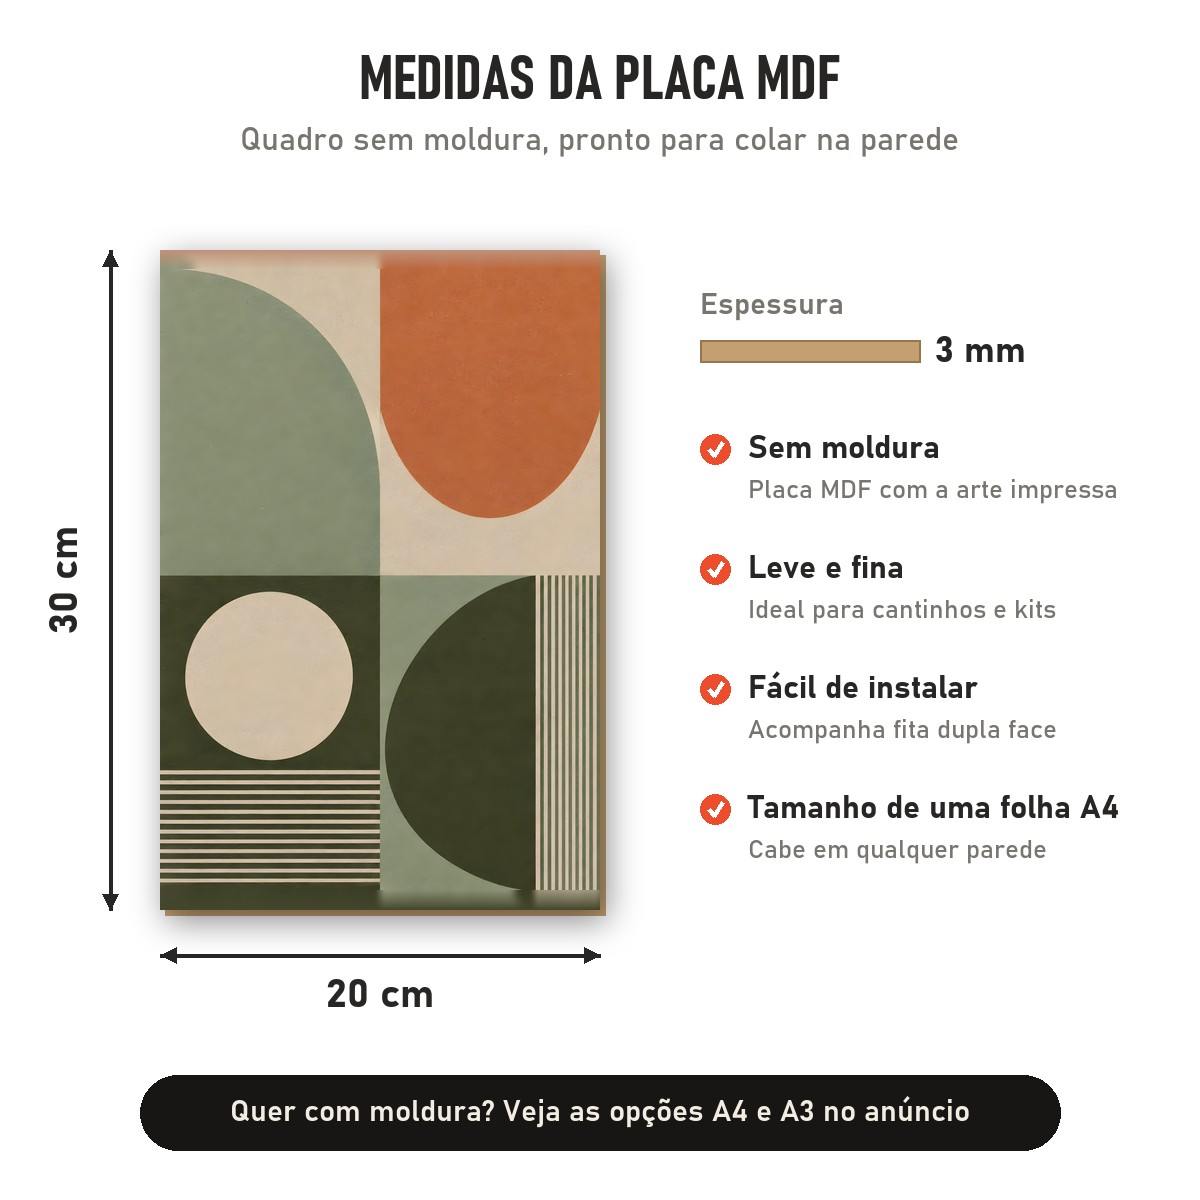 MEDIDAS DA PLACA MDF
Quadro sem moldura, pronto para colar na parede
30 cm
20 cm
Espessura
3 mm
Sem moldura
Placa MDF com a arte impressa
Leve e fina
Ideal para cantinhos e kits
Fácil de instalar
Acompanha fita dupla face
Tamanho de uma folha A4
Cabe em qualquer parede
Quer com moldura? Veja as opções A4 e A3 no anúncio